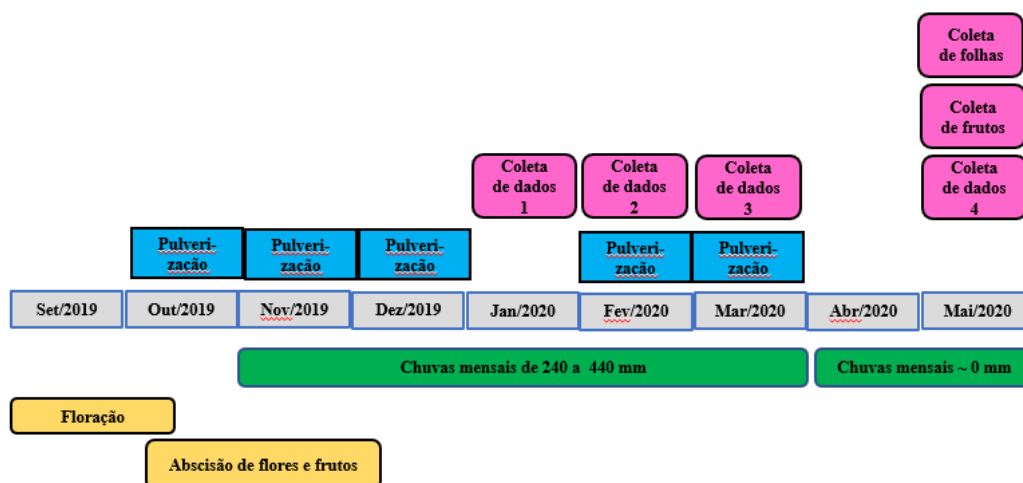 Coleta
de folhas
Coleta
de frutos
Coleta
de dados
1
Coleta
de dados
2
Coleta
de dados
3
Coleta
de dados
4
Pulveri-
zação
Pulveri-
zação
Pulveri-
zação
Pulveri-
zação
Pulveri-
zação
Set/2019
Out/2019
Nov/2019
Dez/2019
Jan/2020
Fev/2020
Mar/2020
Abr/2020
Mai/2020
Chuvas mensais de 240 a 440 mm
Chuvas mensais ~ 0 mm
Floração
Abscisão de flores e frutos